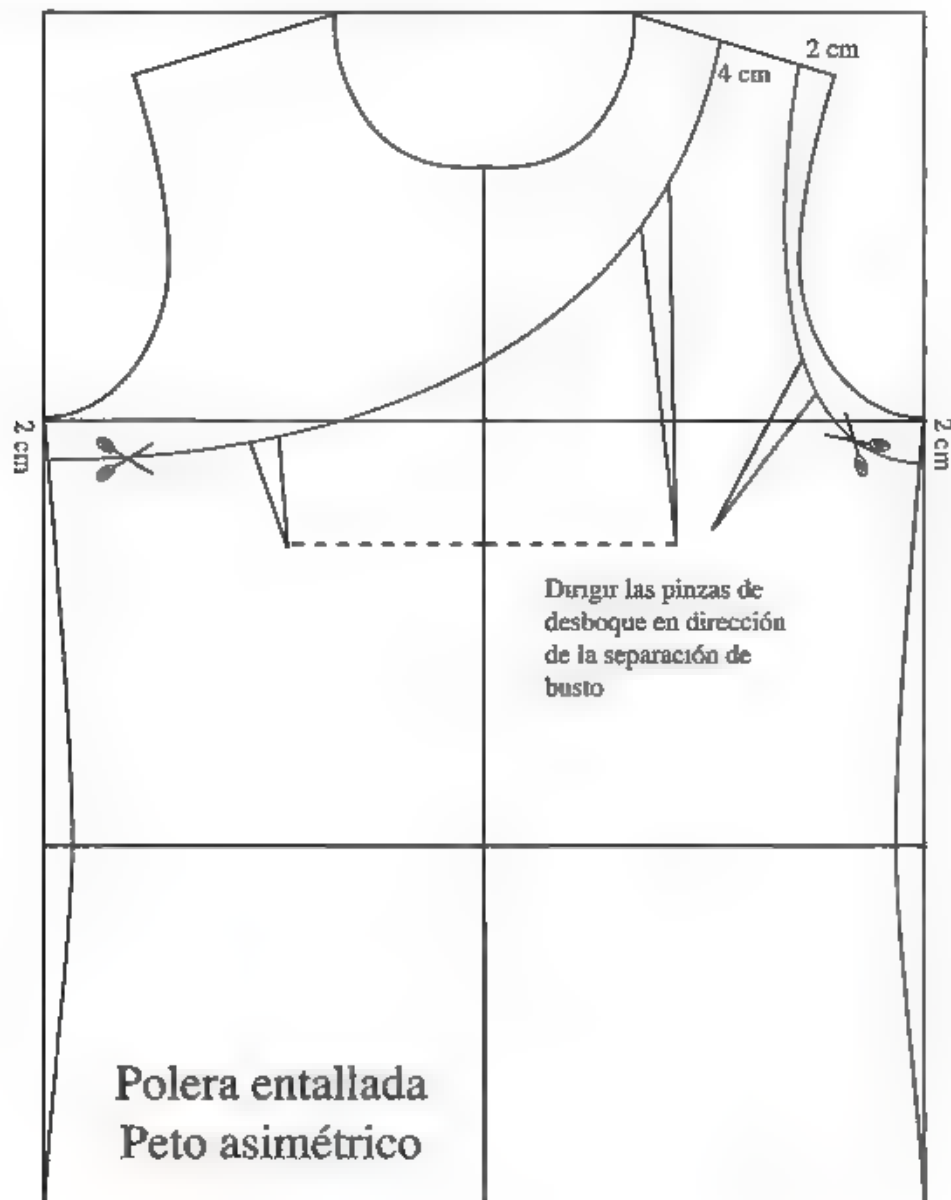 2 cm
4 cm
2 cm
2 cm
Dirigir las pinzas de
desboque en dirección
de la separación de
busto
Polera entallada
Peto asimétrico